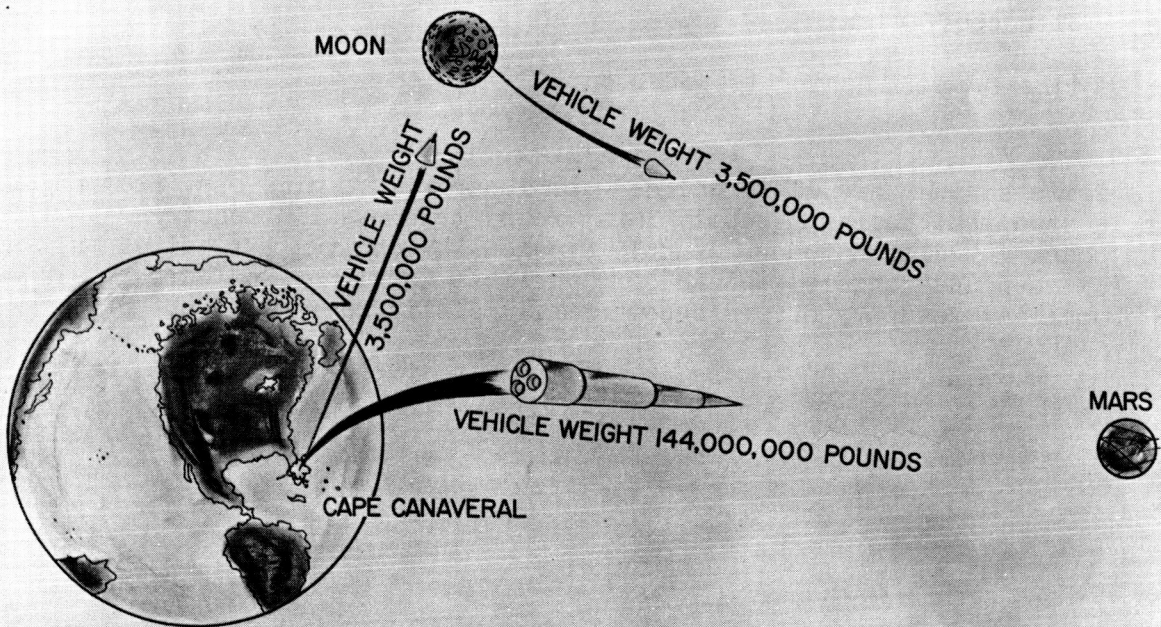 MOON
VEHICLE WEIGHT 3,500,000 POUNDS
VEHICLE WEIGHT
3,500,000 POUNDS
VEHICLE WEIGHT 144,000,000 POUNDS
MARS
CAPE CANAVERAL